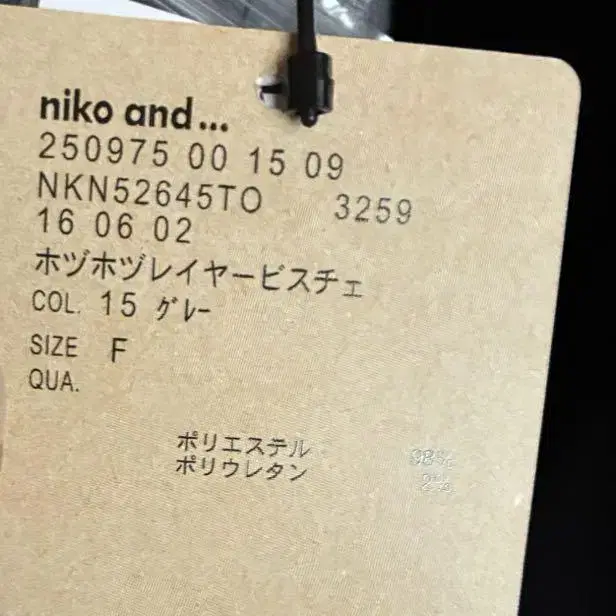 niko and...
250975 00 15 09
NKN52645TO 3259
16 06 02
ホヅホヅレイヤービスチェ
COL. 15 グレー
SIZE F
QUA.
ポリエステル 98%
ポリウレタン 2%